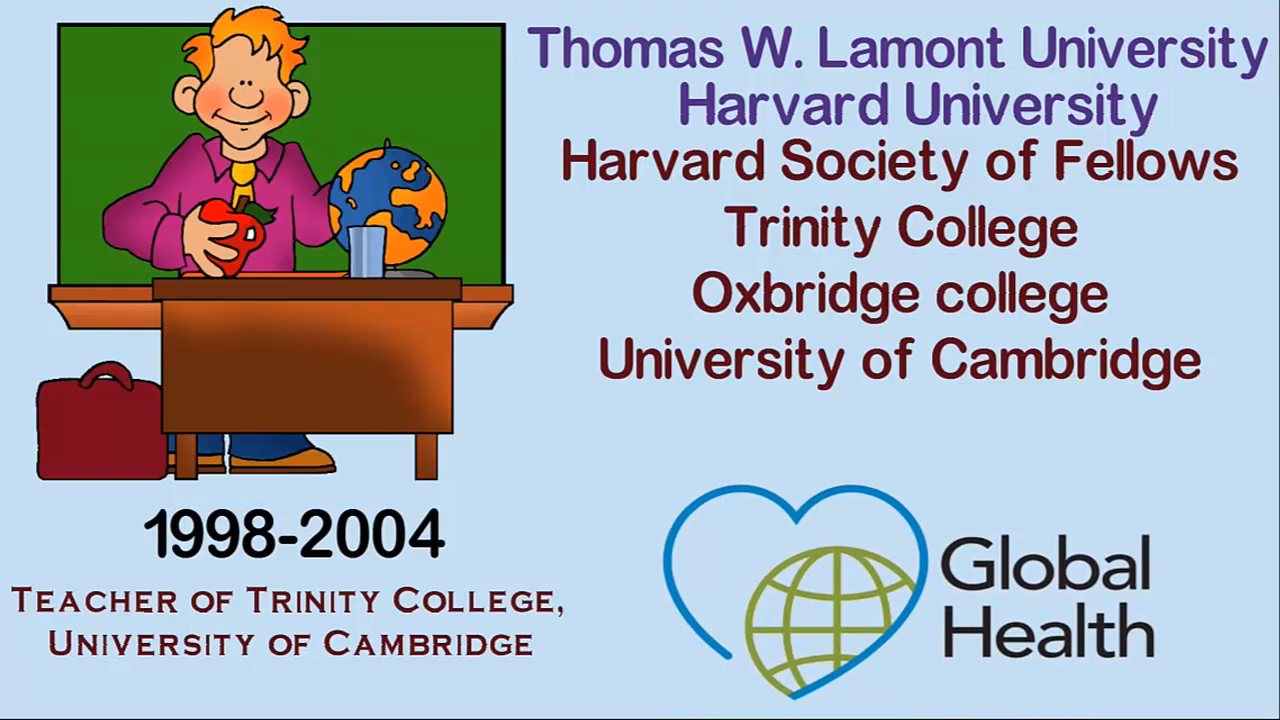 Thomas W. Lamont University
Harvard University
Harvard Society of Fellows
Trinity College
Oxbridge college
University of Cambridge
1998-2004
Teacher of Trinity College,
University of Cambridge
Global
Health